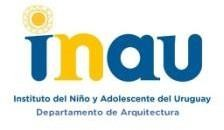 inau
Instituto del Niño y Adolescente del Uruguay
Departamento de Arquitectura